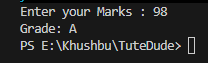 Enter your Marks : 98
Grade: A
PS E:\Khushbu\TuteDude>